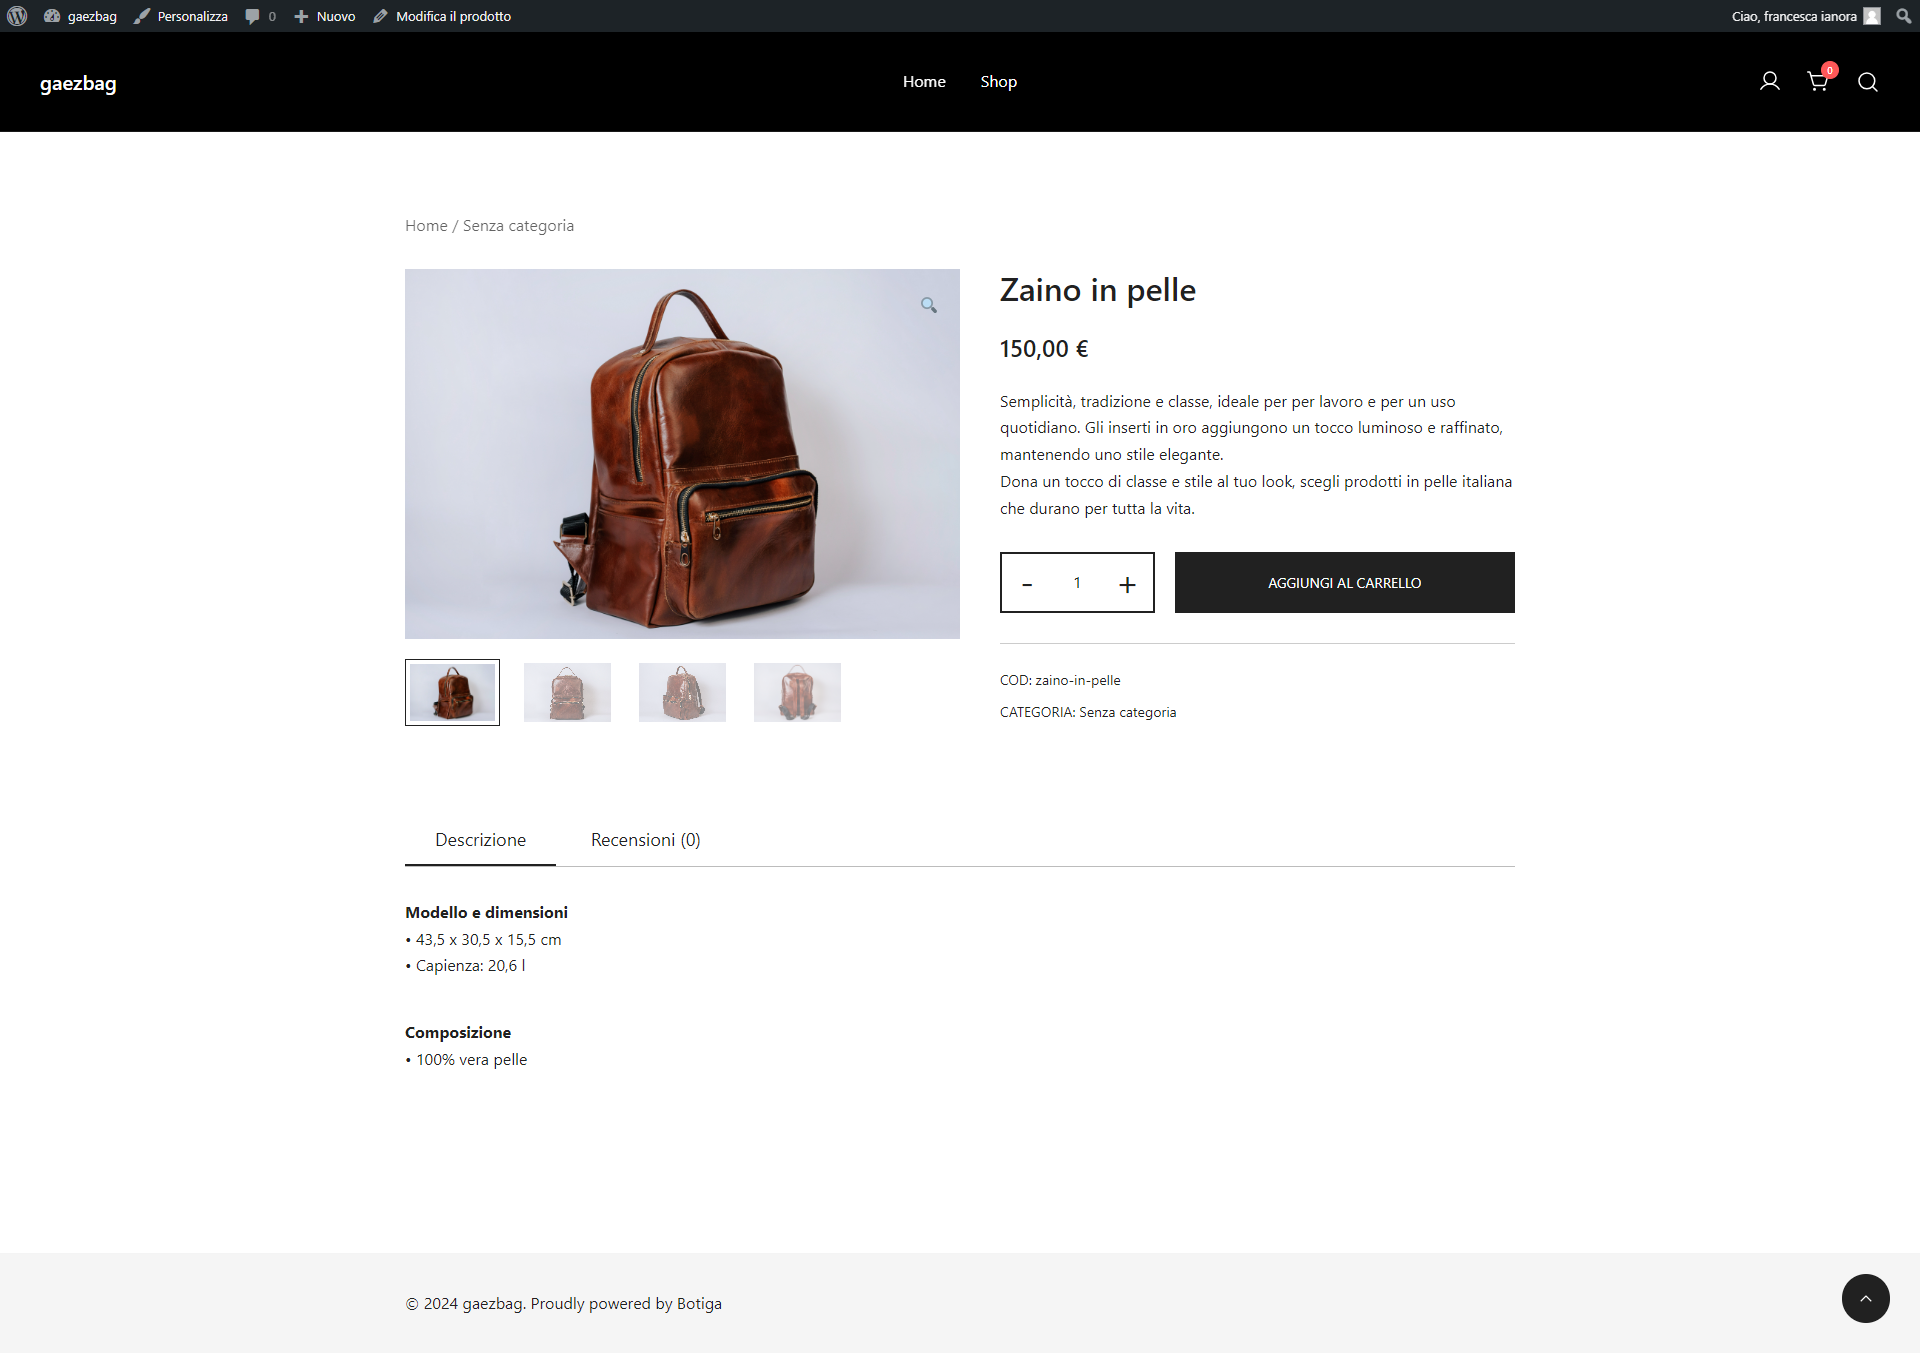 gaezbag Personalizza 0 Nuovo Modifica il prodotto Ciao, francesca ianora
gaezbag Home Shop 0
Home / Senza categoria
Zaino in pelle
150,00 €
Semplicità, tradizione e classe, ideale per per lavoro e per un uso
quotidiano. Gli inserti in oro aggiungono un tocco luminoso e raffinato,
mantenendo uno stile elegante.
Dona un tocco di classe e stile al tuo look, scegli prodotti in pelle italiana
che durano per tutta la vita.
- 1 + AGGIUNGI AL CARRELLO
COD: zaino-in-pelle
CATEGORIA: Senza categoria
Descrizione Recensioni (0)
Modello e dimensioni
• 43,5 x 30,5 x 15,5 cm
• Capienza: 20,6 l
Composizione
• 100% vera pelle
© 2024 gaezbag. Proudly powered by Botiga